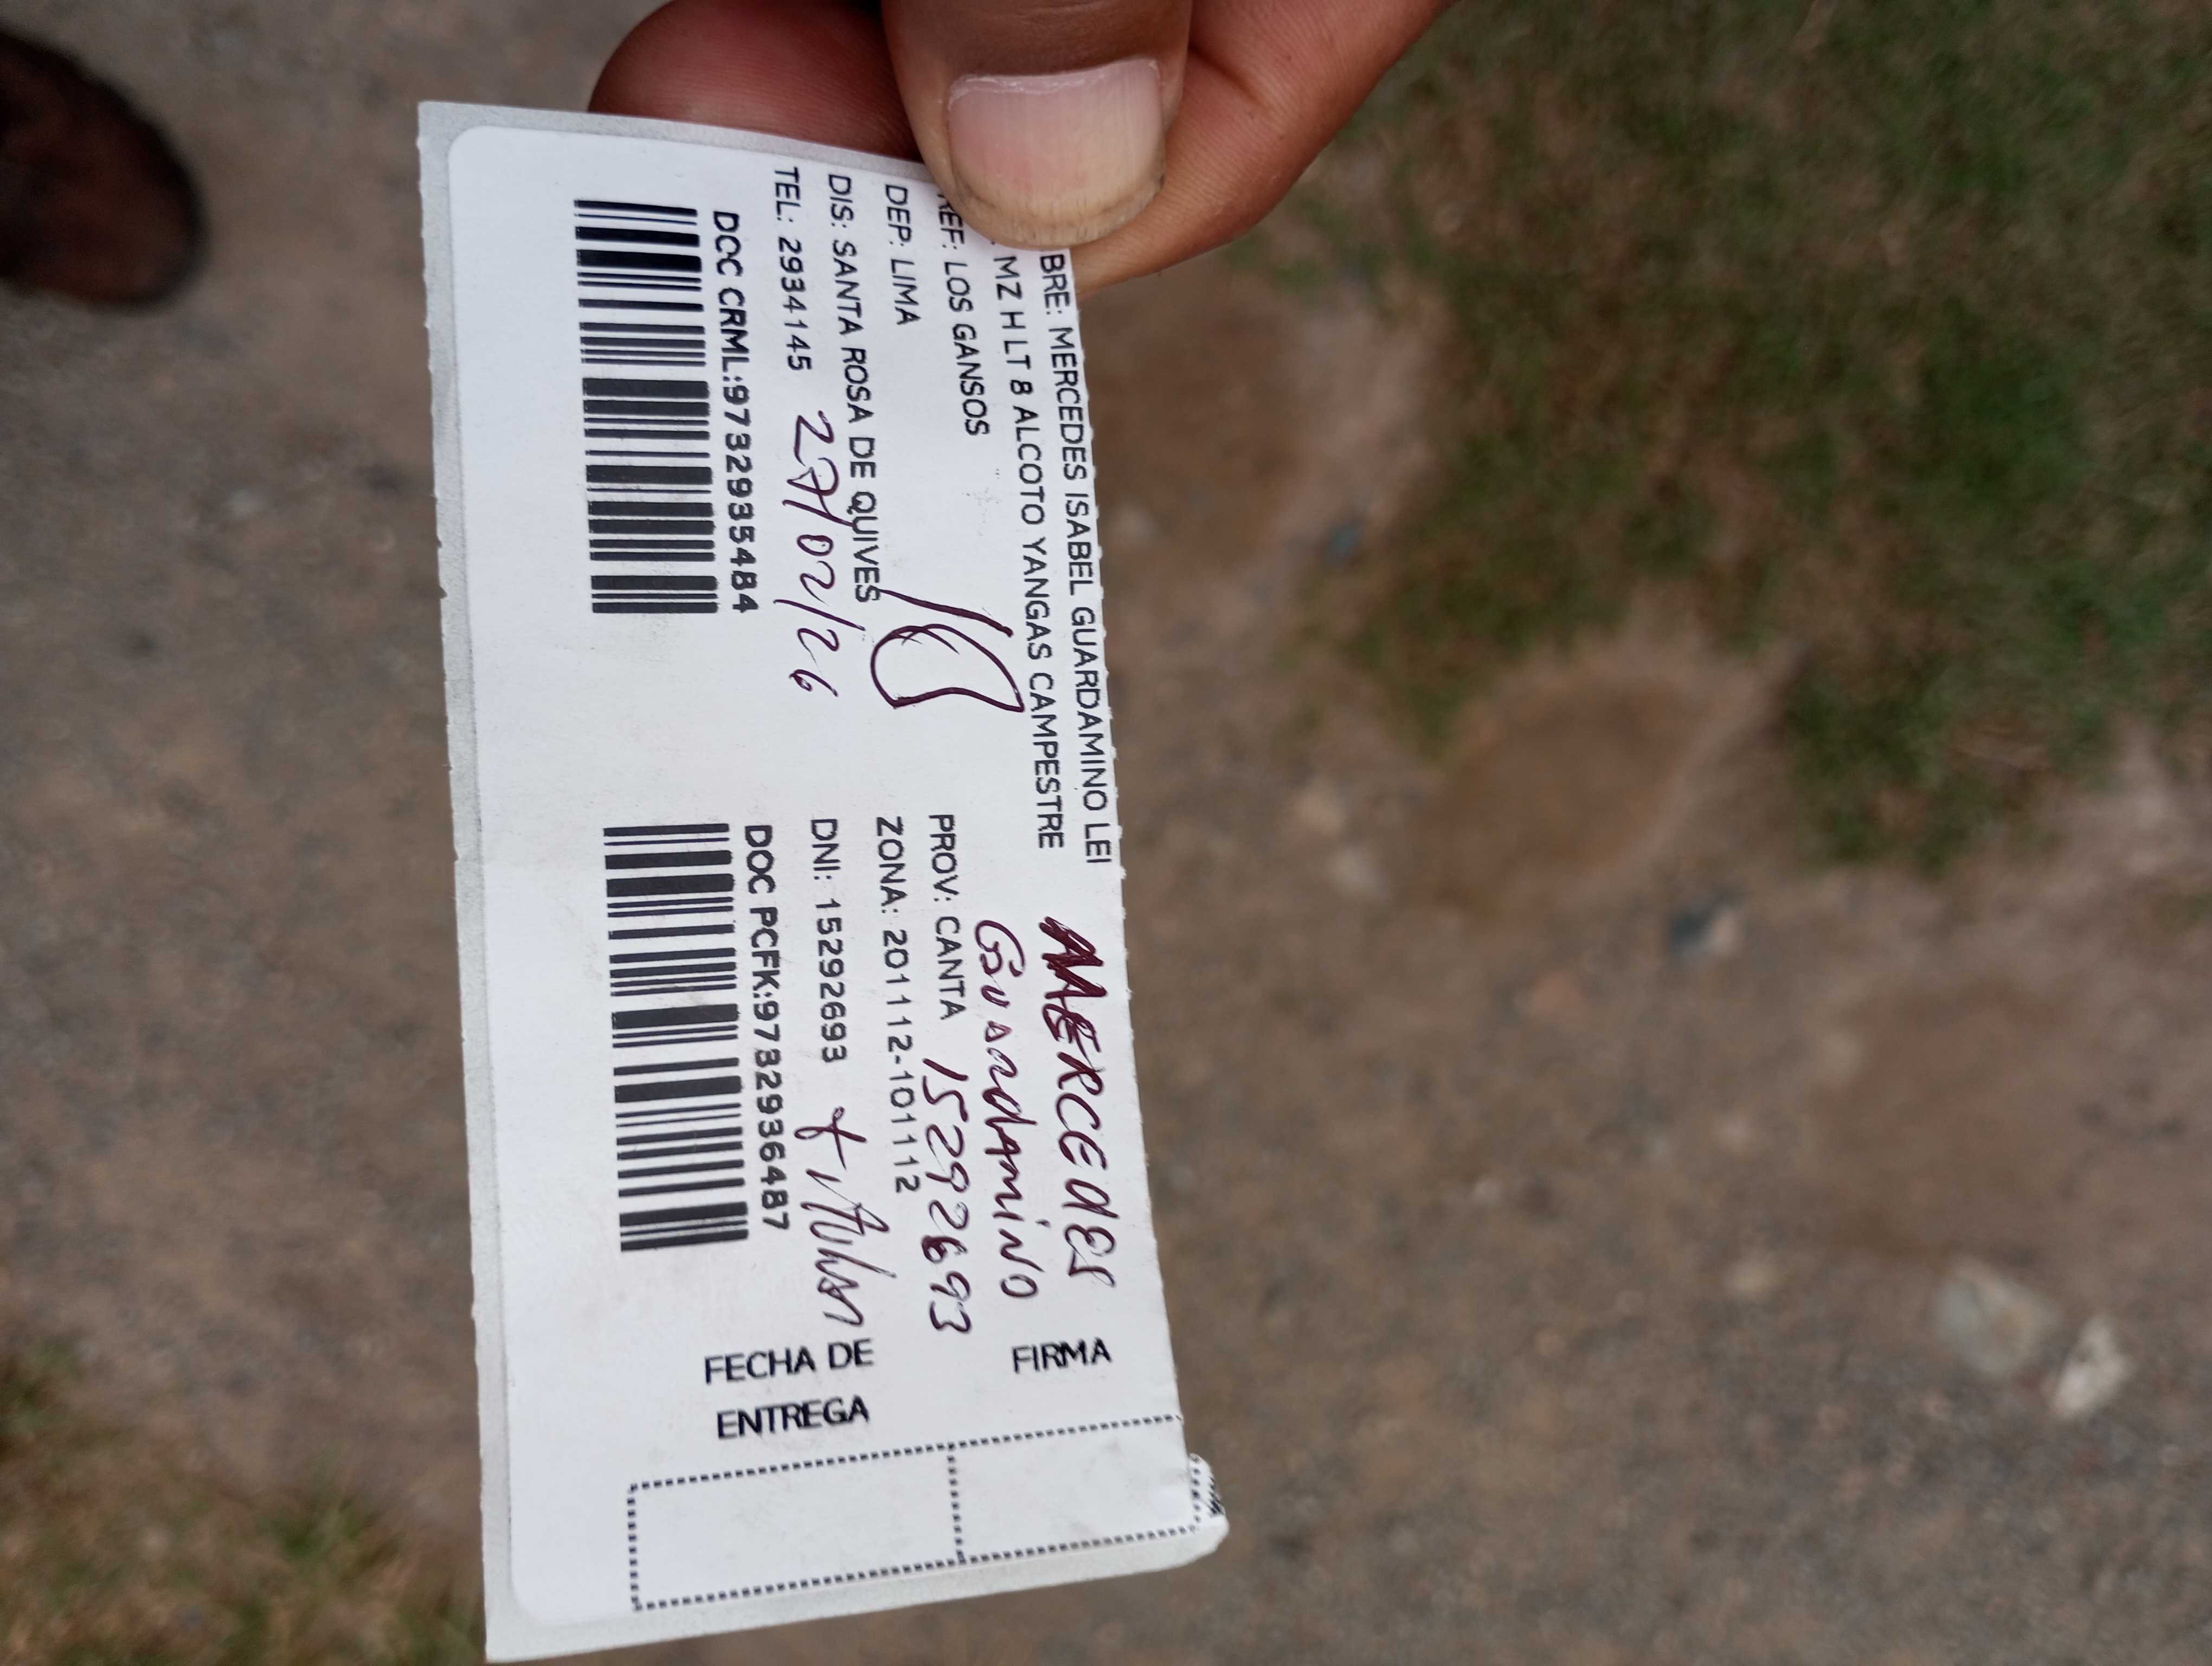 BRE: MERCEDES ISABEL GUARDAMINO LEI
MZ H LT 8 ALCOTO YANGAS CAMPESTRE
REF: LOS GANSOS
DEP: LIMA
PROV: CANTA
DIS: SANTA ROSA DE QUIVES
ZONA: 201112-101112
TEL: 2934145
DNI: 15292693
27/02/26
DOC CRML:9732935484
DOC PCFK:9732936487
MERCEDES
GUARDAMINO
15292693
FIRMA
FECHA DE
ENTREGA